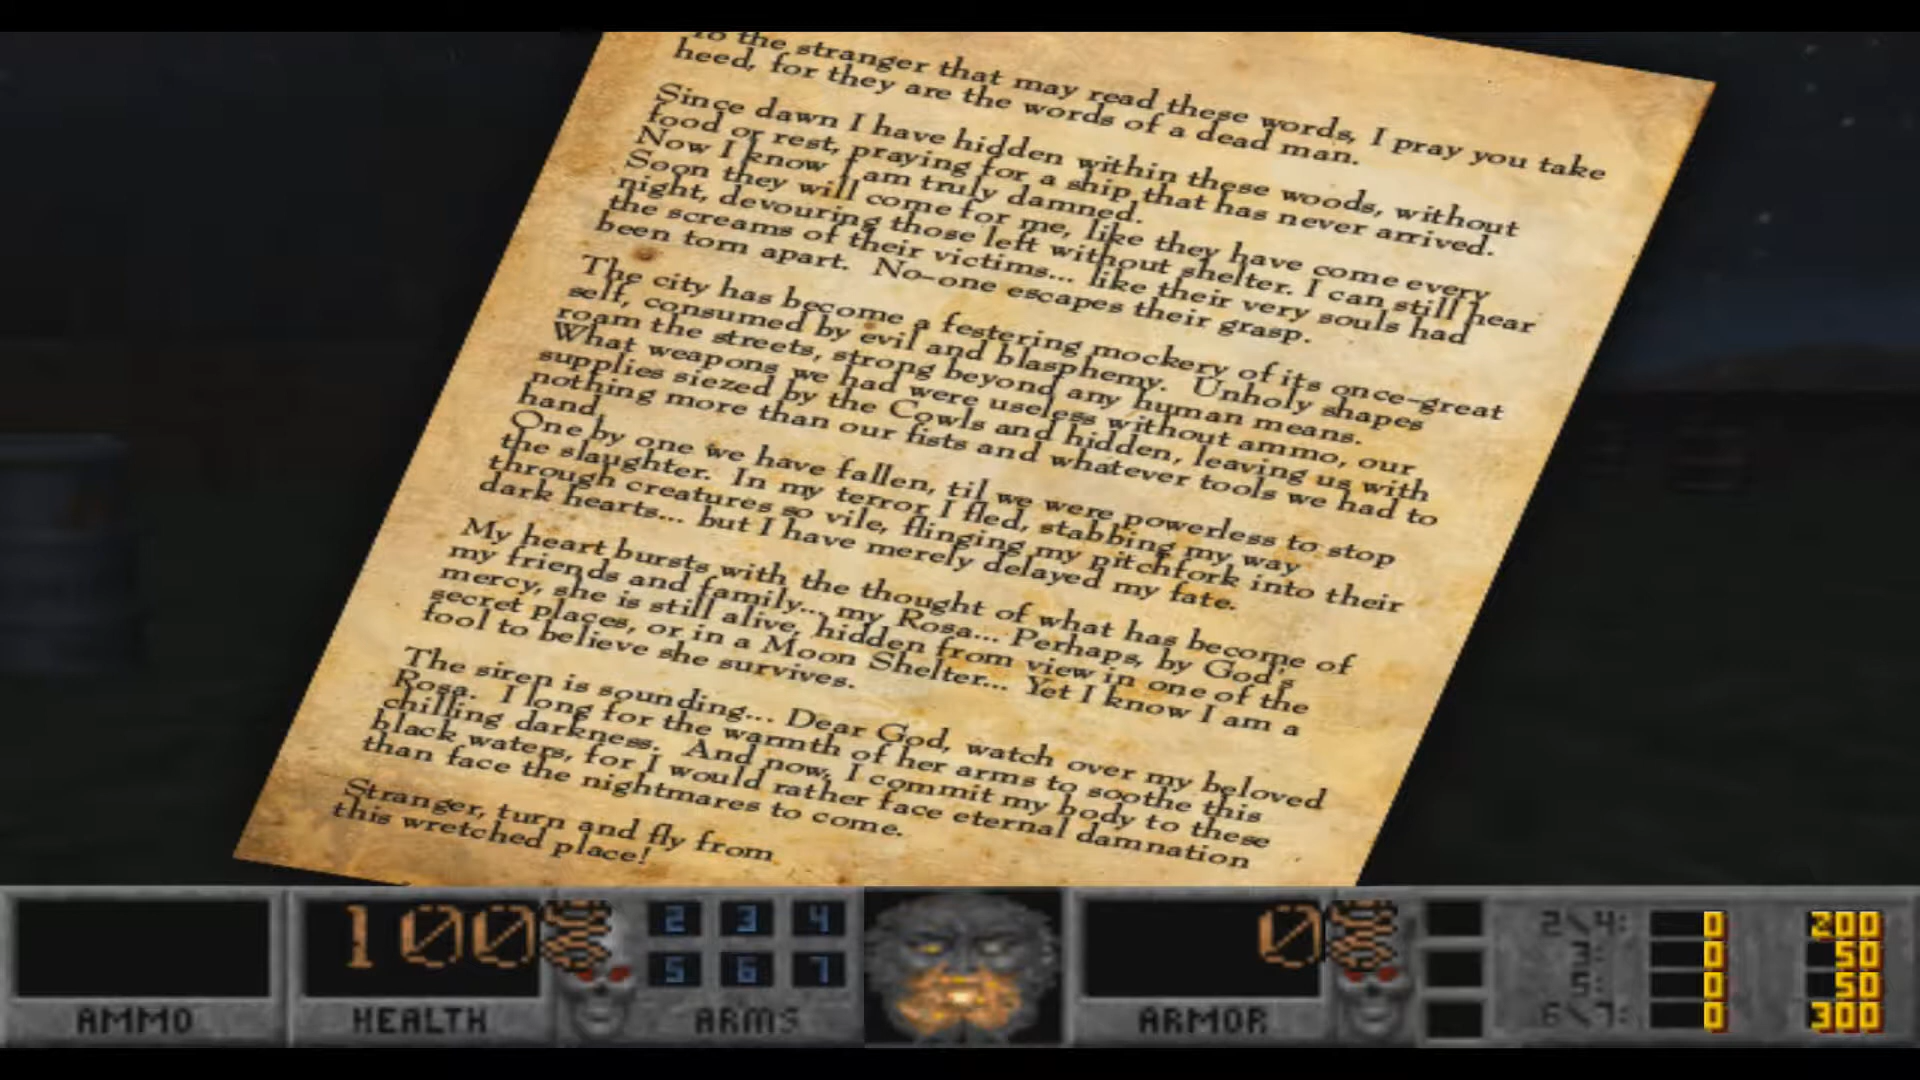 To the stranger that may read these words, I pray you take
heed, for they are the words of a dead man.
Since dawn I have hidden within these woods, without
food or rest, praying for a ship that has never arrived.
Now I know I am truly damned.
Soon they will come for me, like they have come every
night, devouring those left without shelter. I can still hear
the screams of their victims... like their very souls had
been torn apart. No-one escapes their grasp.
The city has become a festering mockery of its once-great
self, consumed by evil and blasphemy. Unholy shapes
roam the streets, strong beyond any human means.
What weapons we had were useless without ammo, our
supplies siezed by the Cowls and hidden, leaving us with
nothing more than our fists and whatever tools we had to
hand.
One by one we have fallen, til we were powerless to stop
the slaughter. In my terror I fled, stabbing my way
through creatures so vile, flinging my pitchfork into their
dark hearts... but I have merely delayed my fate.
My heart bursts with the thought of what has become of
my friends and family... my Rosa... Perhaps, by God's
mercy, she is still alive, hidden from view in one of the
secret places, or in a Moon Shelter... Yet I know I am a
fool to believe she survives.
The siren is sounding... Dear God, watch over my beloved
Rosa. I long for the warmth of her arms to soothe this
chilling darkness. And now, I commit my body to these
black waters, for I would rather face eternal damnation
than face the nightmares to come.
Stranger, turn and fly from
this wretched place!
100%
2 3 4
5 6 7
0%
2/4: 0 200
3: 0 50
5: 0 50
6/7: 0 300
AMMO HEALTH ARMS ARMOR